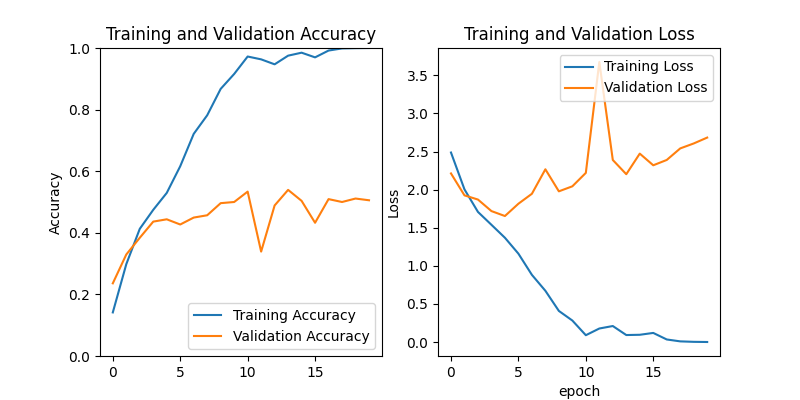 Training and Validation Accuracy
1.0
0.8
0.6
0.4
0.2
0.0
Accuracy
0
5
10
15
Training Accuracy
Validation Accuracy
Training and Validation Loss
3.5
3.0
2.5
2.0
1.5
1.0
0.5
0.0
Loss
0
5
10
15
epoch
Training Loss
Validation Loss